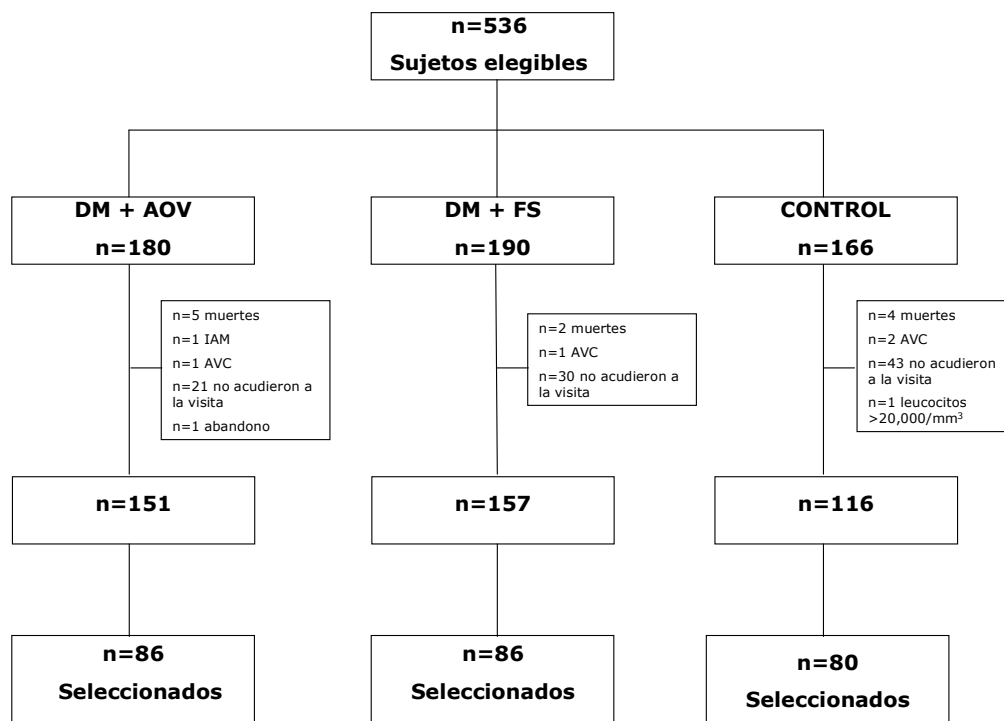 n=536
Sujetos elegibles
DM + AOV
n=180
DM + FS
n=190
CONTROL
n=166
n=5 muertes
n=1 IAM
n=1 AVC
n=21 no acudieron a
la visita
n=1 abandono
n=2 muertes
n=1 AVC
n=30 no acudieron a
la visita
n=4 muertes
n=2 AVC
n=43 no acudieron
a la visita
n=1 leucocitos
>20,000/mm³
n=151
n=157
n=116
n=86
Seleccionados
n=86
Seleccionados
n=80
Seleccionados